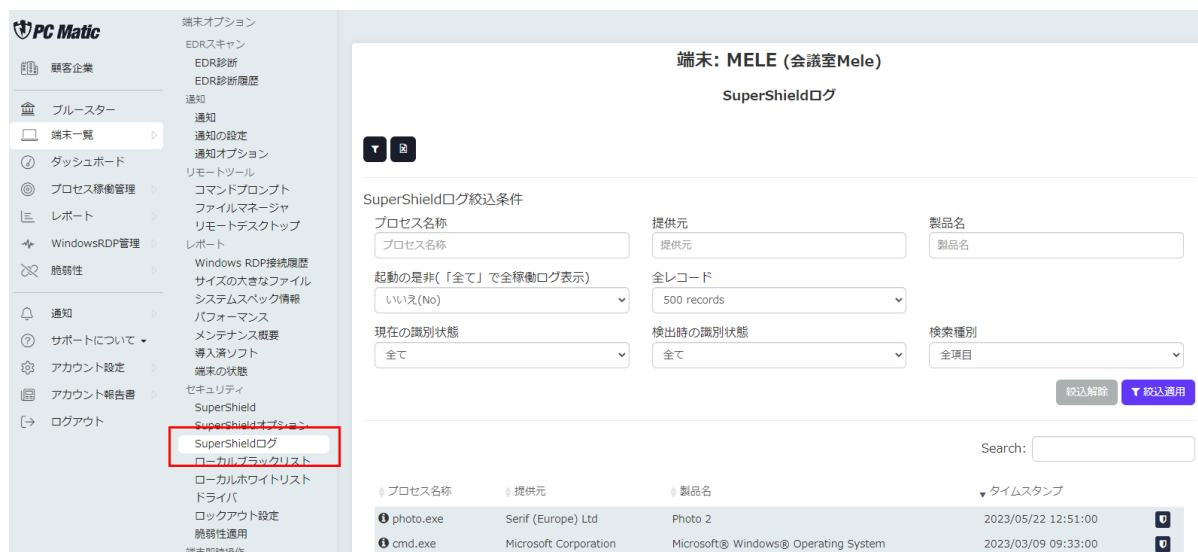 PC Matic
顧客企業
ブルースター
端末一覧
ダッシュボード
プロセス稼働管理
レポート
WindowsRDP管理
脆弱性
通知
サポートについて
アカウント設定
アカウント報告書
ログアウト
端末オプション
EDRスキャン
EDR診断
EDR診断履歴
通知
通知
通知の設定
通知オプション
リモートツール
コマンドプロンプト
ファイルマネージャ
リモートデスクトップ
レポート
Windows RDP接続履歴
サイズの大きなファイル
システムスペック情報
パフォーマンス
メンテナンス概要
導入済ソフト
端末の状態
セキュリティ
SuperShield
SuperShieldオプション
SuperShieldログ
ローカルブラックリスト
ローカルホワイトリスト
ドライバ
ロックアウト設定
脆弱性適用
端末即時操作
端末: MELE (会議室Mele)
SuperShieldログ
SuperShieldログ絞込条件
プロセス名称 提供元 製品名
プロセス名称 提供元 製品名
起動の是非(「全て」で全稼働ログ表示) 全レコード
いいえ(No) 500 records
現在の識別状態 検出時の識別状態 検索種別
全て 全て 全項目
絞込解除 絞込適用
Search:
プロセス名称 提供元 製品名 タイムスタンプ
photo.exe Serif (Europe) Ltd Photo 2 2023/05/22 12:51:00
cmd.exe Microsoft Corporation Microsoft® Windows® Operating System 2023/03/09 09:33:00